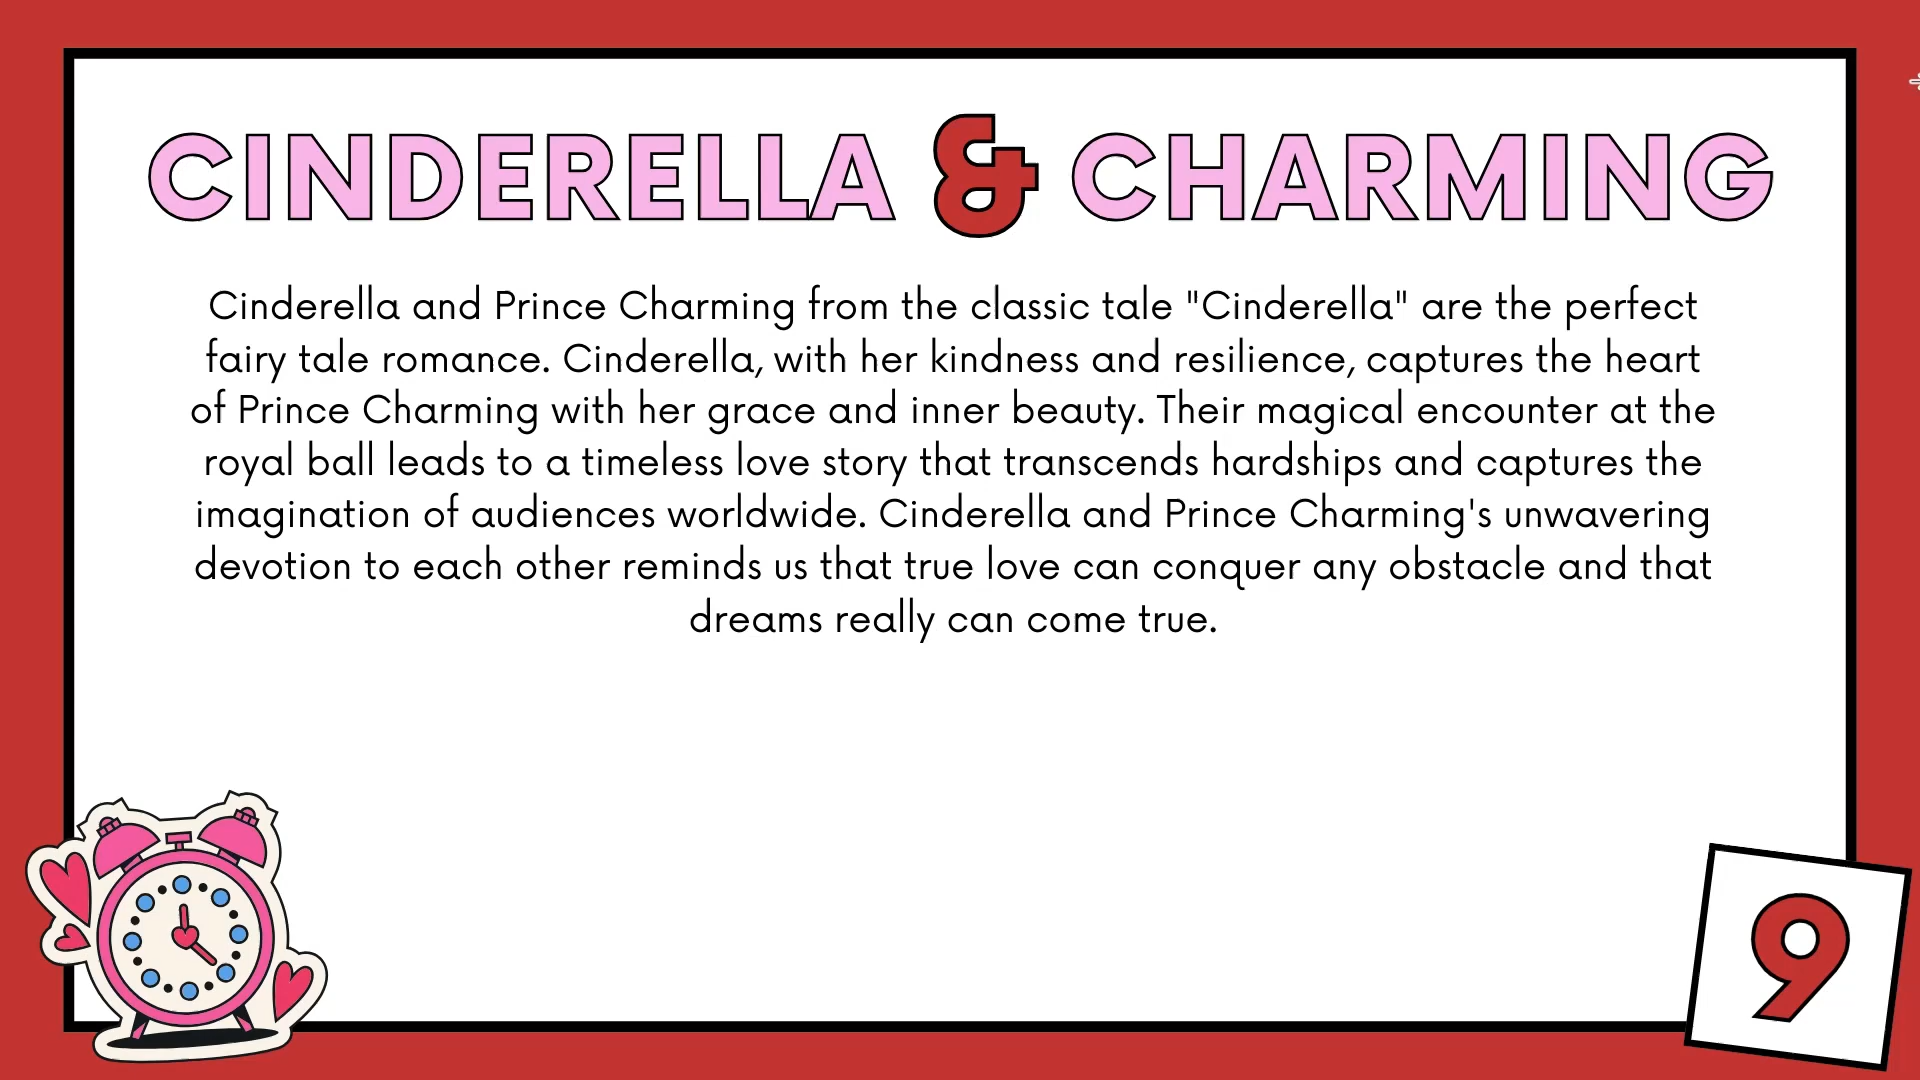 CINDERELLA & CHARMING
Cinderella and Prince Charming from the classic tale "Cinderella" are the perfect
fairy tale romance. Cinderella, with her kindness and resilience, captures the heart
of Prince Charming with her grace and inner beauty. Their magical encounter at the
royal ball leads to a timeless love story that transcends hardships and captures the
imagination of audiences worldwide. Cinderella and Prince Charming's unwavering
devotion to each other reminds us that true love can conquer any obstacle and that
dreams really can come true.
9